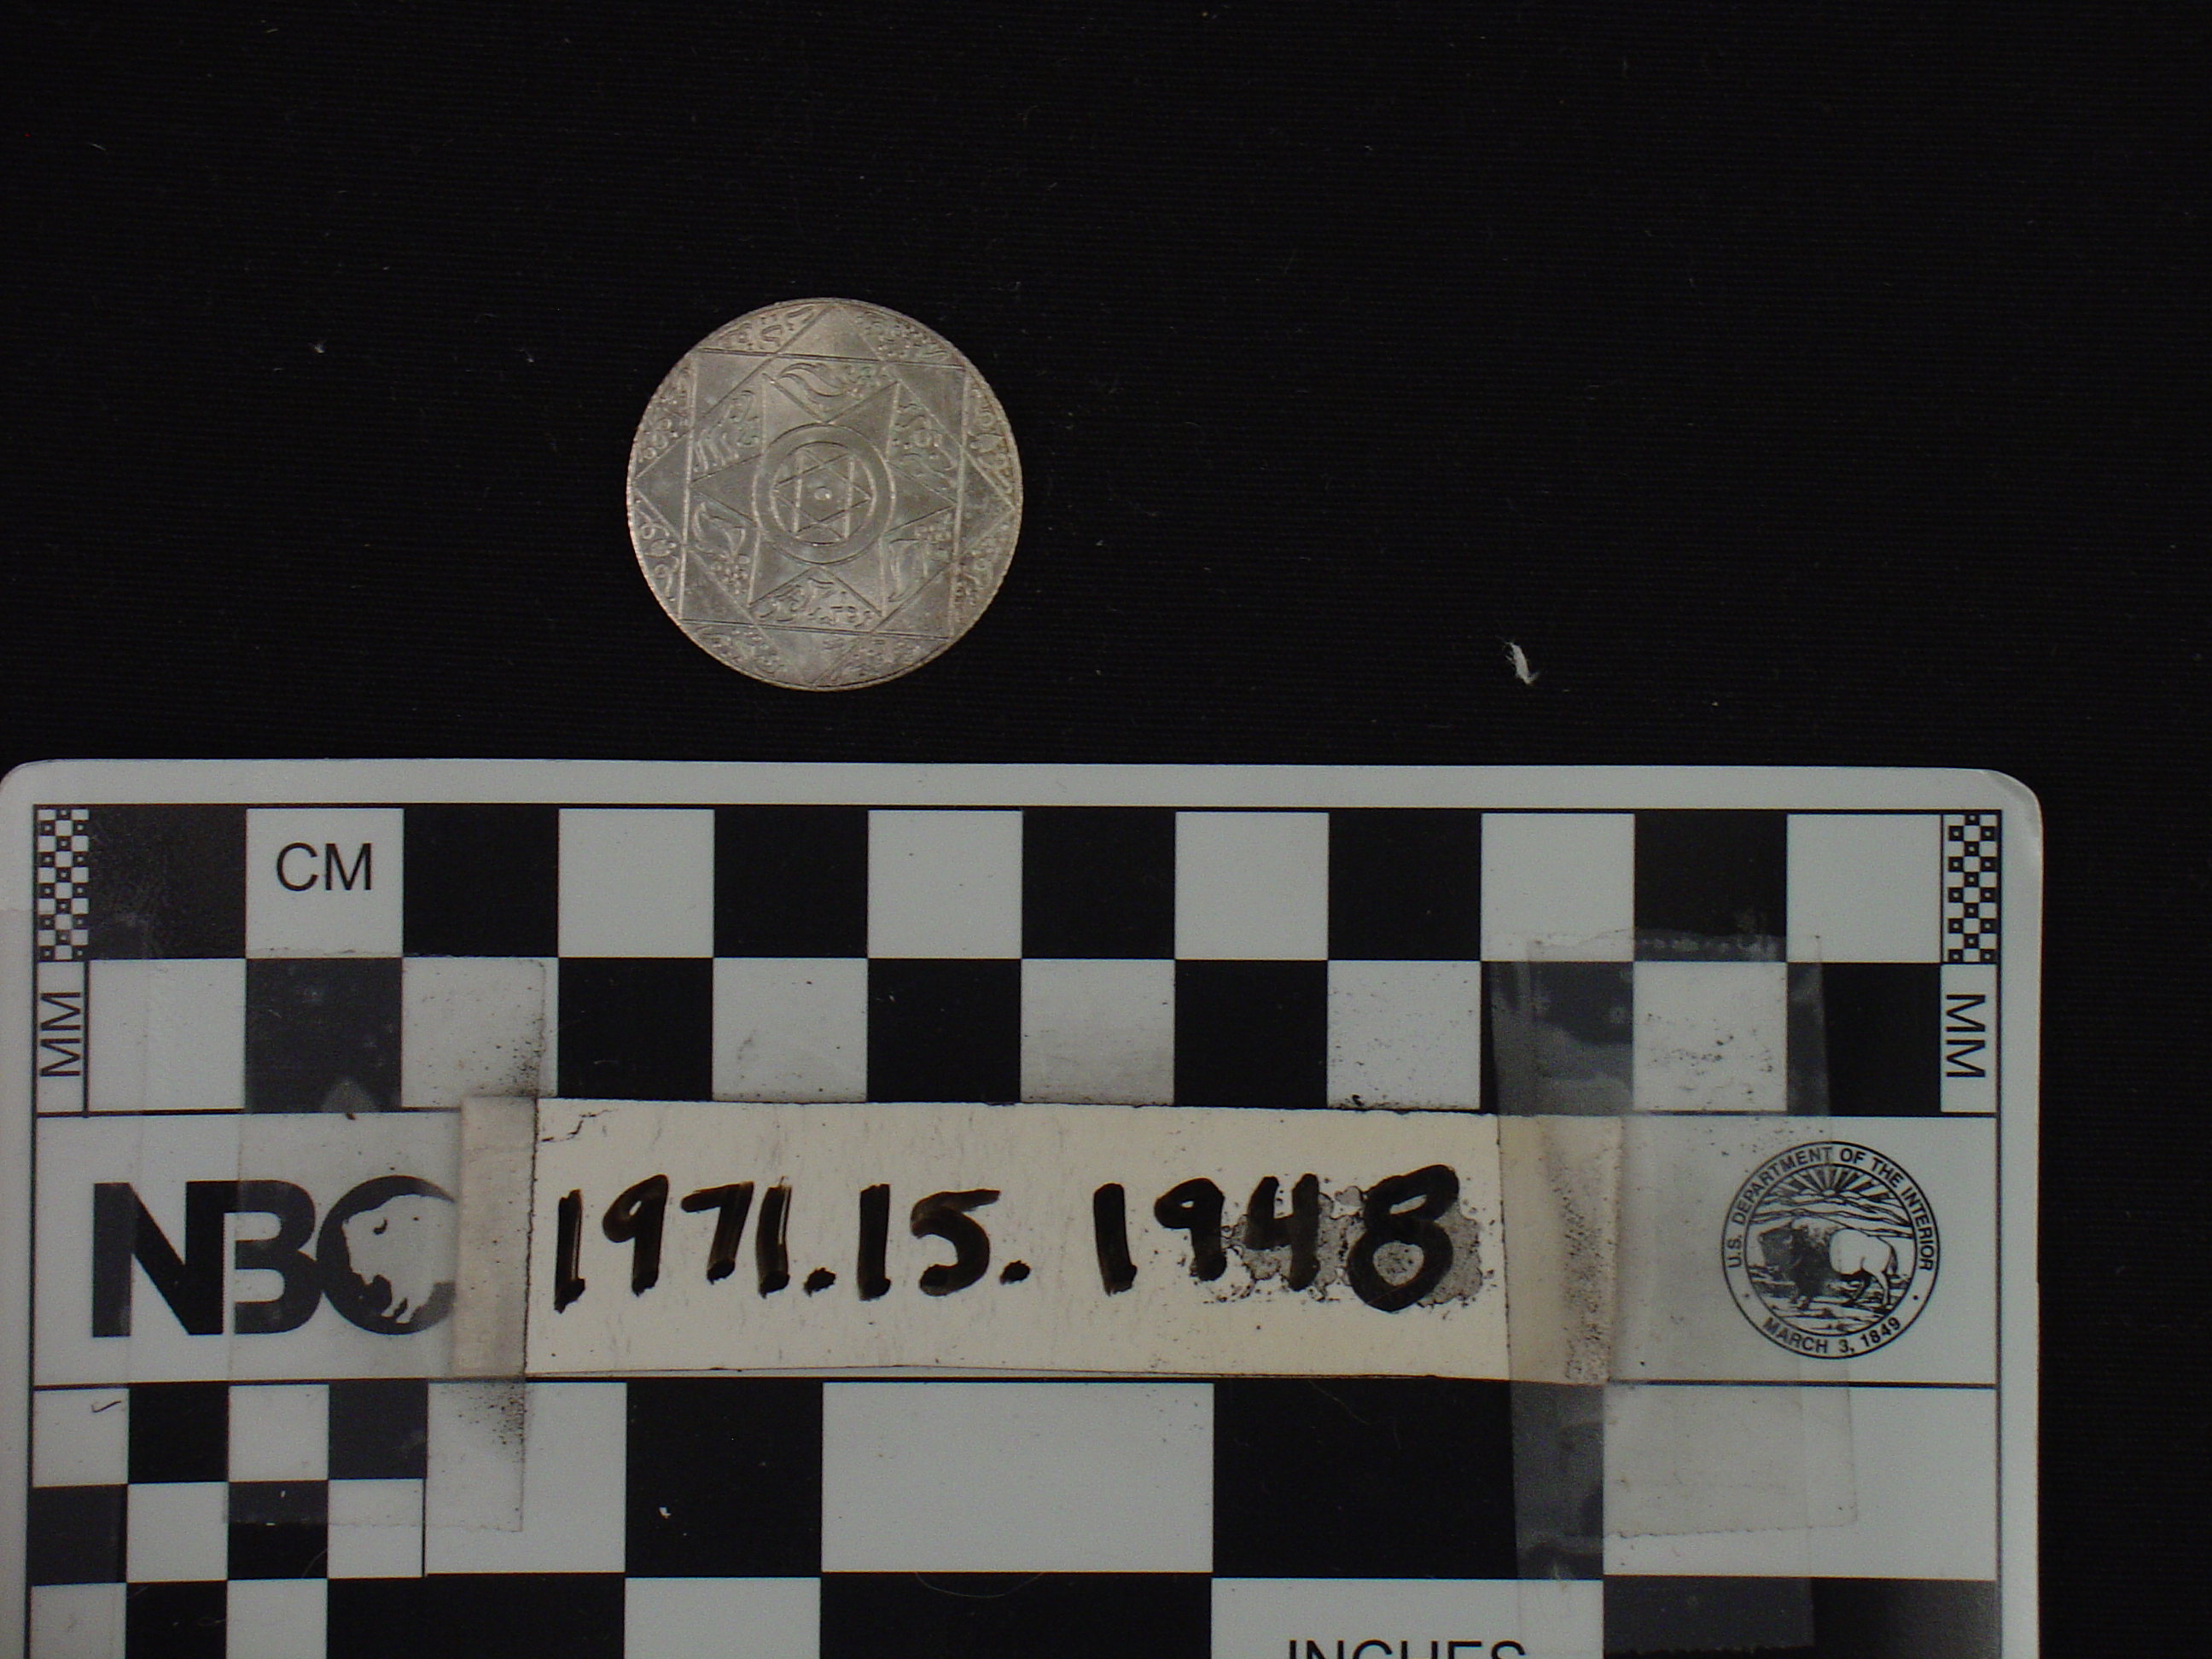 CM
MM
MM
NBC
1971.15.1948
U.S. DEPARTMENT OF THE INTERIOR
MARCH 3, 1849
INCHES